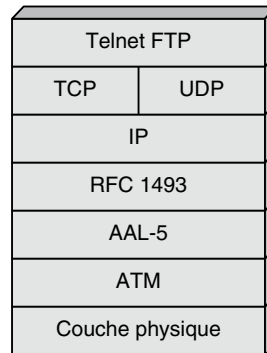 Telnet FTP
TCP UDP
IP
RFC 1493
AAL-5
ATM
Couche physique